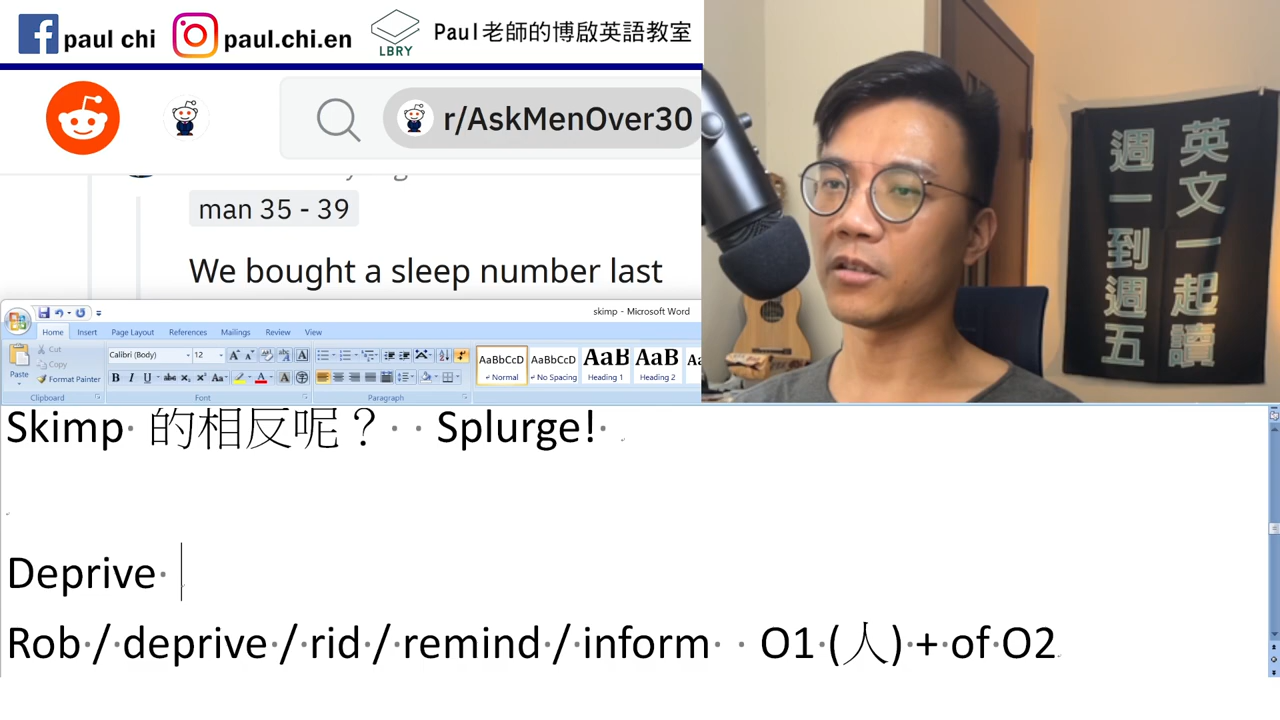 paul chi
paul.chi.en
LBRY
Paul老師的博啟英語教室
r/AskMenOver30
man 35 - 39
We bought a sleep number last
英文一起讀
週一到週五
skimp - Microsoft Word
Home Insert Page Layout References Mailings Review View
Paste
Cut
Copy
Format Painter
Clipboard
Calibri (Body) 12
Font
Paragraph
AaBbCcD AaBbCcD AaBb AaBB
Normal No Spacing Heading 1 Heading 2
Skimp 的相反呢？ Splurge!
Deprive
Rob / deprive / rid / remind / inform O1 (人) + of O2